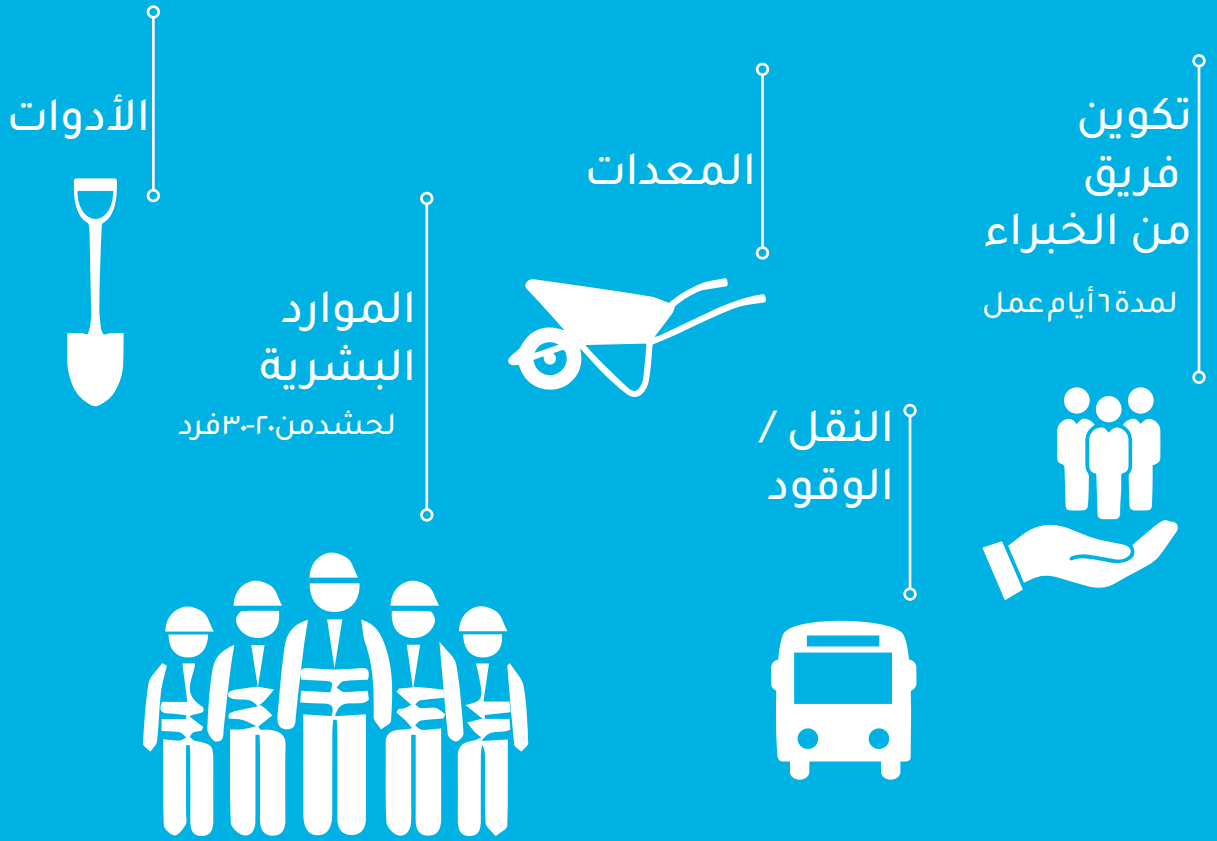 تكوين
فريق
من الخبراء
لمدة ٦ أيام عمل
المعدات
النقل /
الوقود
الموارد
البشرية
لحشد من ٢٠-٣٠ فرد
الأدوات